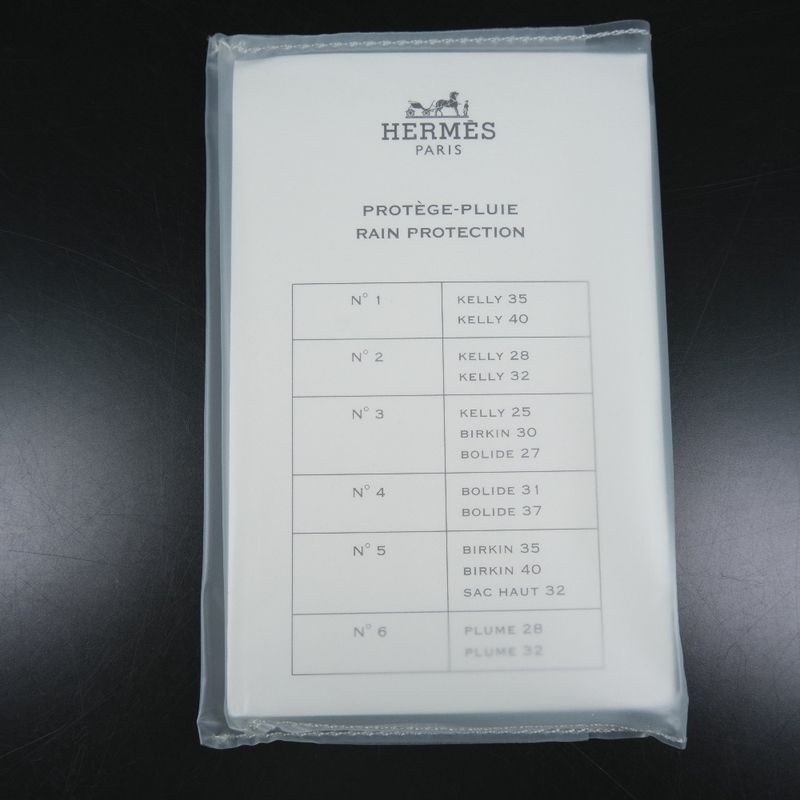 HERMÈS
PARIS
PROTÈGE-PLUIE
RAIN PROTECTION
N° 1
KELLY 35
KELLY 40
N° 2
KELLY 28
KELLY 32
N° 3
KELLY 25
BIRKIN 30
BOLIDE 27
N° 4
BOLIDE 31
BOLIDE 37
N° 5
BIRKIN 35
BIRKIN 40
SAC HAUT 32
N° 6
PLUME 28
PLUME 32